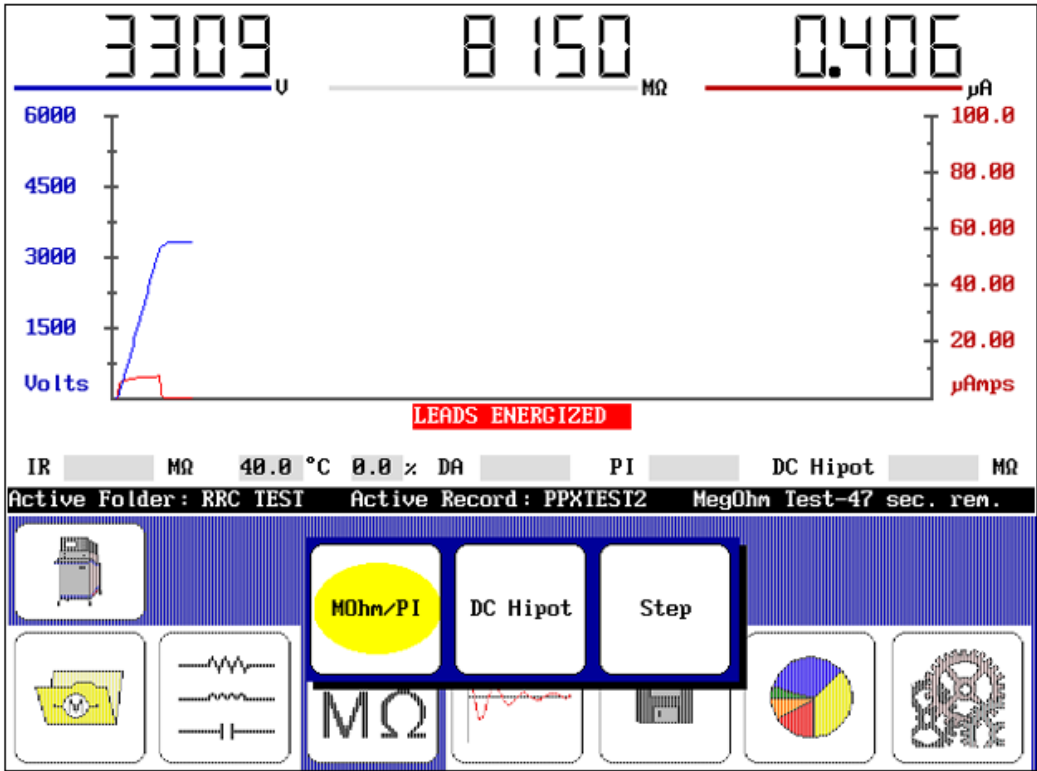 3309 V 8150 MΩ 0.406 µA
6000 100.0
80.00
4500
60.00
3000
40.00
1500
20.00
Volts µAmps
LEADS ENERGIZED
IR MΩ 40.0 °C 0.0 % DA PI DC Hipot MΩ
Active Folder: RRC TEST Active Record: PPXTEST2 MegOhm Test-47 sec. rem.
MOhm/PI DC Hipot Step
M
MΩ